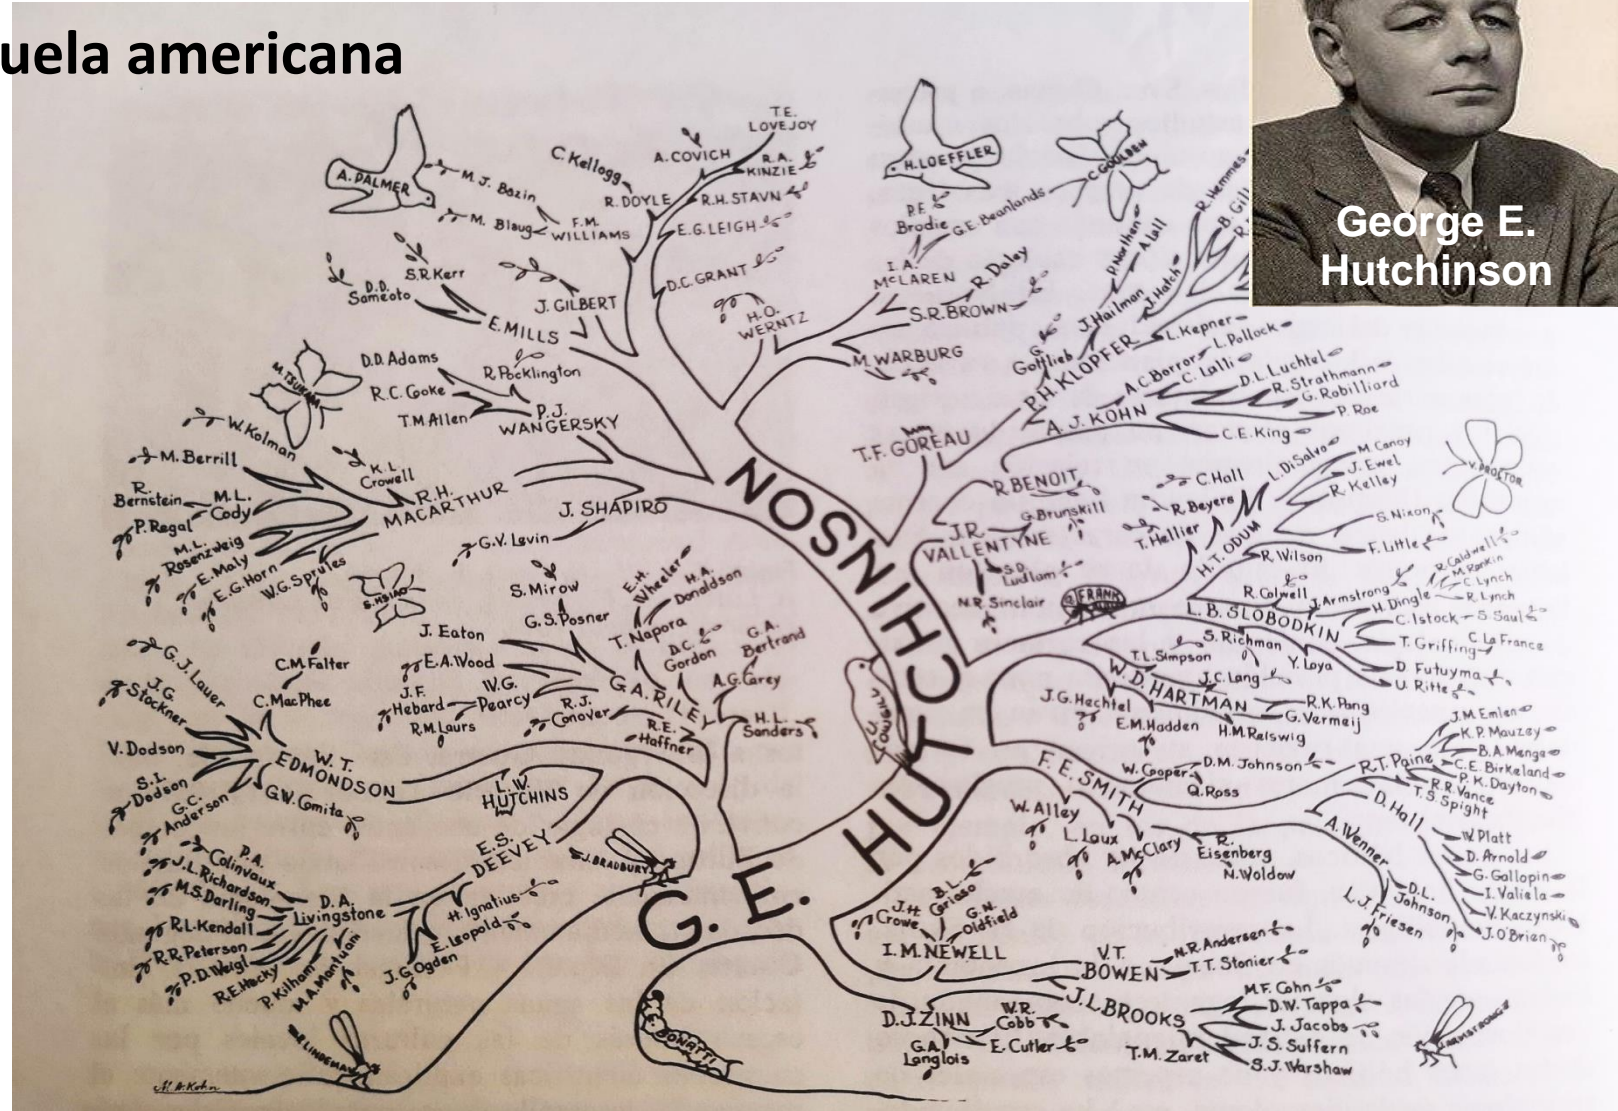 uela americana
George E.
Hutchinson
T.E.
LOVEJOY
A.COVICH
R.A.
KINZIE
C.Kellogg
R.DOYLE
R.H.STAVN
E.G.LEIGH
D.C.GRANT
A.PALMER
M.J. Bazin
M. Blaug
F.M.
WILLIAMS
S.R.Kerr
D.D.
Sameoto
J.GILBERT
E.MILLS
H.O.
WERNTZ
H.LOEFFLER
C.GOULDEN
P.E.
Brodie
G.E.Beanlands
I.A.
McLAREN
R.Daley
S.R.BROWN
M.WARBURG
R.Hemmes
B.Gill
P.Northen
A.Lall
J.Hatch
J.Hailman
G.
Gottlieb
P.H.KLOPFER
L.Kepner
L.Pollock
A.C.Borror
C.Lalli
D.L.Luchtel
R.Strathmann
G.Robilliard
P.Roe
C.E.King
A.J.KOHN
T.F.GOREAU
M.TSUKADA
D.D.Adams
R.C.Cooke
T.M.Allen
R.Pocklington
P.J.
WANGERSKY
W.Kolman
M.Berrill
K.L.
Crowell
R.
Bernstein
M.L.
Cody
P.Regal
M.L.
Rosenzweig
E.Maly
E.G.Horn
W.G.Sprules
R.H.
MACARTHUR
J.SHAPIRO
G.V.Levin
S.HSIAO
R.BENOIT
G.Brunskill
J.R.
VALLENTYNE
S.D.
Ludlam
N.R.Sinclair
C.Hall
R.Beyers
T.Hellier
L.DiSalvo
M.Canoy
J.Ewel
R.Kelley
S.Nixon
F.Little
R.Wilson
H.T.ODUM
V.PROCTOR
FRANK
R.Colwell
J.Armstrong
R.Caldwell
M.Rankin
C.Lynch
R.Lynch
H.Dingle
C.Istock
S.Saul
T.Griffing
C.LaFrance
L.B.SLOBODKIN
S.Richman
Y.Loya
D.Futuyma
U.Ritte
T.L.Simpson
J.C.Lang
W.D.HARTMAN
J.G.Hechtel
E.M.Hadden
H.M.Reiswig
R.K.Pang
G.Vermeij
S.Mirow
G.S.Posner
E.H.
Wheeler
H.A.
Donaldson
T.Napora
D.C.
Gordon
G.A.
Bertrand
J.Eaton
E.A.Wood
J.F.
Hebard
W.G.
Pearcy
R.M.Laurs
R.J.
Conover
G.A.RILEY
R.E.
Haffner
A.G.Carey
H.L.
Sanders
G.J.Lauer
J.G.
Stockner
C.M.Falter
C.MacPhee
V.Dodson
S.I.
Dodson
G.C.
Anderson
G.W.Comita
W.T.
EDMONDSON
L.W.
HUTCHINS
E.S.
DEEVEY
J.BRADBURY
P.A.
Colinvaux
J.L.Richardson
M.S.Darling
R.L.Kendall
R.R.Peterson
P.D.Weigl
R.E.Hecky
P.Kilham
D.A.
Livingstone
H.Ignatius
E.Leopold
J.G.Ogden
G. E. HUTCHINSON
F.E.SMITH
W.Cooper
D.M.Johnson
Q.Ross
W.Alley
L.Laux
A.McClary
R.
Eisenberg
N.Woldow
R.T.Paine
J.M.Emlen
K.P.Mauzey
B.A.Menge
C.E.Birkeland
P.K.Dayton
R.R.Vance
T.S.Spight
D.Hall
A.Wenner
W.Platt
D.Arnold
G.Gallopin
I.Valiela
V.Kaczynski
J.O'Brien
D.L.
Johnson
L.J.Friesen
J.H.
Crowe
B.L.
G.N.
Oldfield
I.M.NEWELL
V.T.
BOWEN
N.R.Andersen
T.T.Stonier
J.L.BROOKS
M.F.Cohn
D.W.Tappa
J.Jacobs
J.S.Suffern
S.J.Warshaw
T.M.Zaret
D.J.ZINN
W.R.
Cobb
G.A.
Langlois
E.Cutler
R.LINDEMAN
BONATTI
J.ARMSTRONG
M.A.Kohn